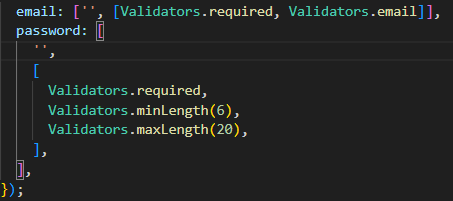 email: ['', [Validators.required, Validators.email]],
password: [
'',
[
Validators.required,
Validators.minLength(6),
Validators.maxLength(20),
],
],
});